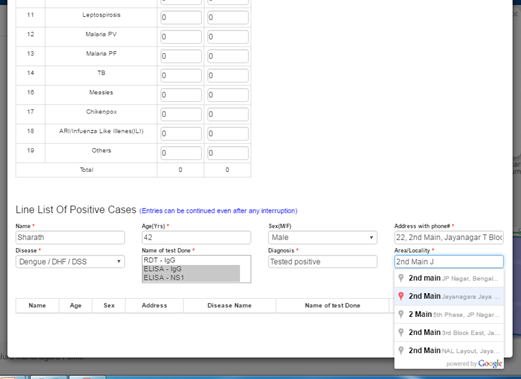 11 Leptospirosis 0 0
12 Malaria PV 0 0
13 Malaria PF 0 0
14 TB 0 0
16 Measles 0 0
17 Chikenpox 0 0
18 ARI/Infuenza Like Illenes(ILI) 0 0
19 Others 0 0
Total 0 0
Line List Of Positive Cases (Entries can be continued even after any interruption)
Name * Age(Yrs) * Sex(M/F) Address with phone# *
Sharath 42 Male 22, 2nd Main, Jayanagar T Bloc
Disease * Name of test Done * Diagnosis * Area/Locality *
Dengue / DHF / DSS RDT - IgG Tested positive 2nd Main J
ELISA - IgG
ELISA - NS1
2nd main JP Nagar, Bengal...
2nd Main Jayanagara Jaya ...
2 Main 5th Phase, JP Nagar...
2nd Main 3rd Block East, Ja...
2nd Main NAL Layout, Jaya...
powered by Google
Name Age Sex Address Disease Name Name of test Done